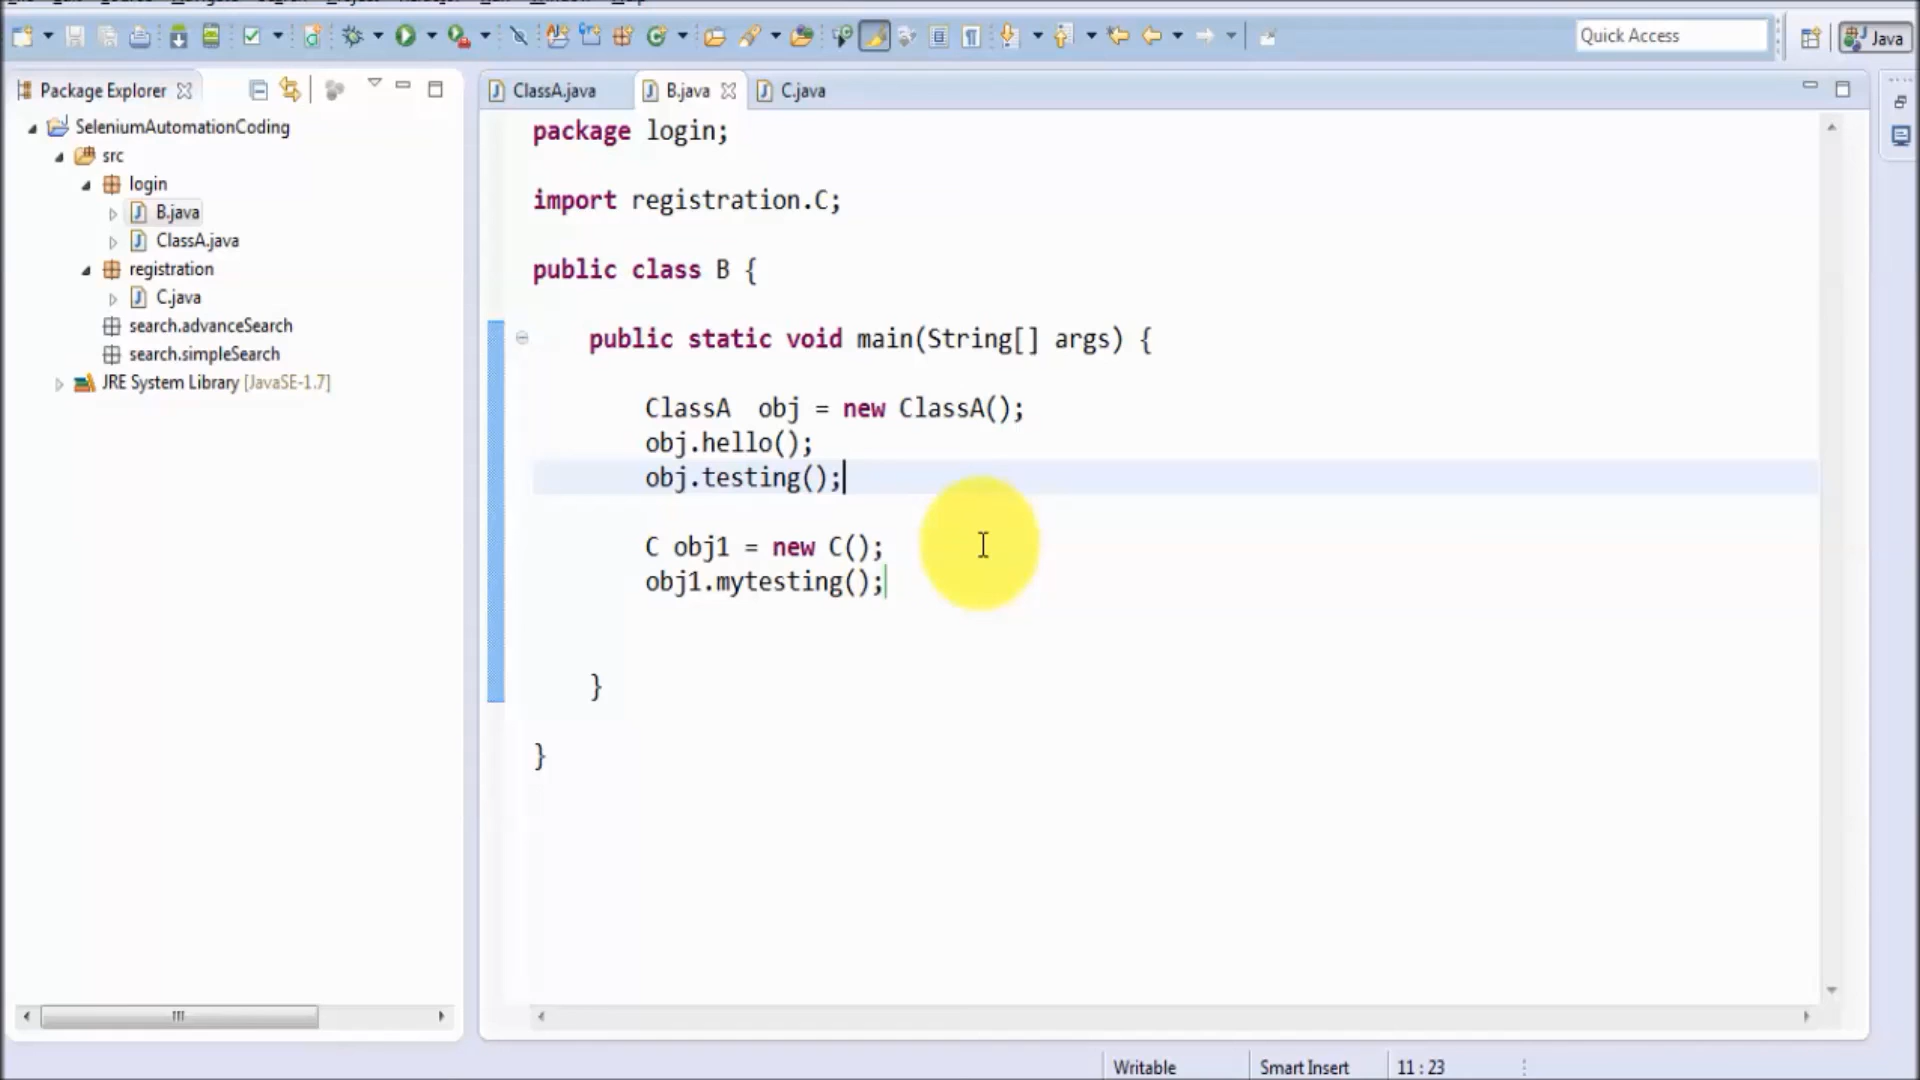 Quick Access
Java
Package Explorer
SeleniumAutomationCoding
src
login
B.java
ClassA.java
registration
C.java
search.advanceSearch
search.simpleSearch
JRE System Library [JavaSE-1.7]
ClassA.java
B.java
C.java
package login;
import registration.C;
public class B {
public static void main(String[] args) {
ClassA  obj = new ClassA();
obj.hello();
obj.testing();
C obj1 = new C();
obj1.mytesting();
}
}
Writable
Smart Insert
11 : 23